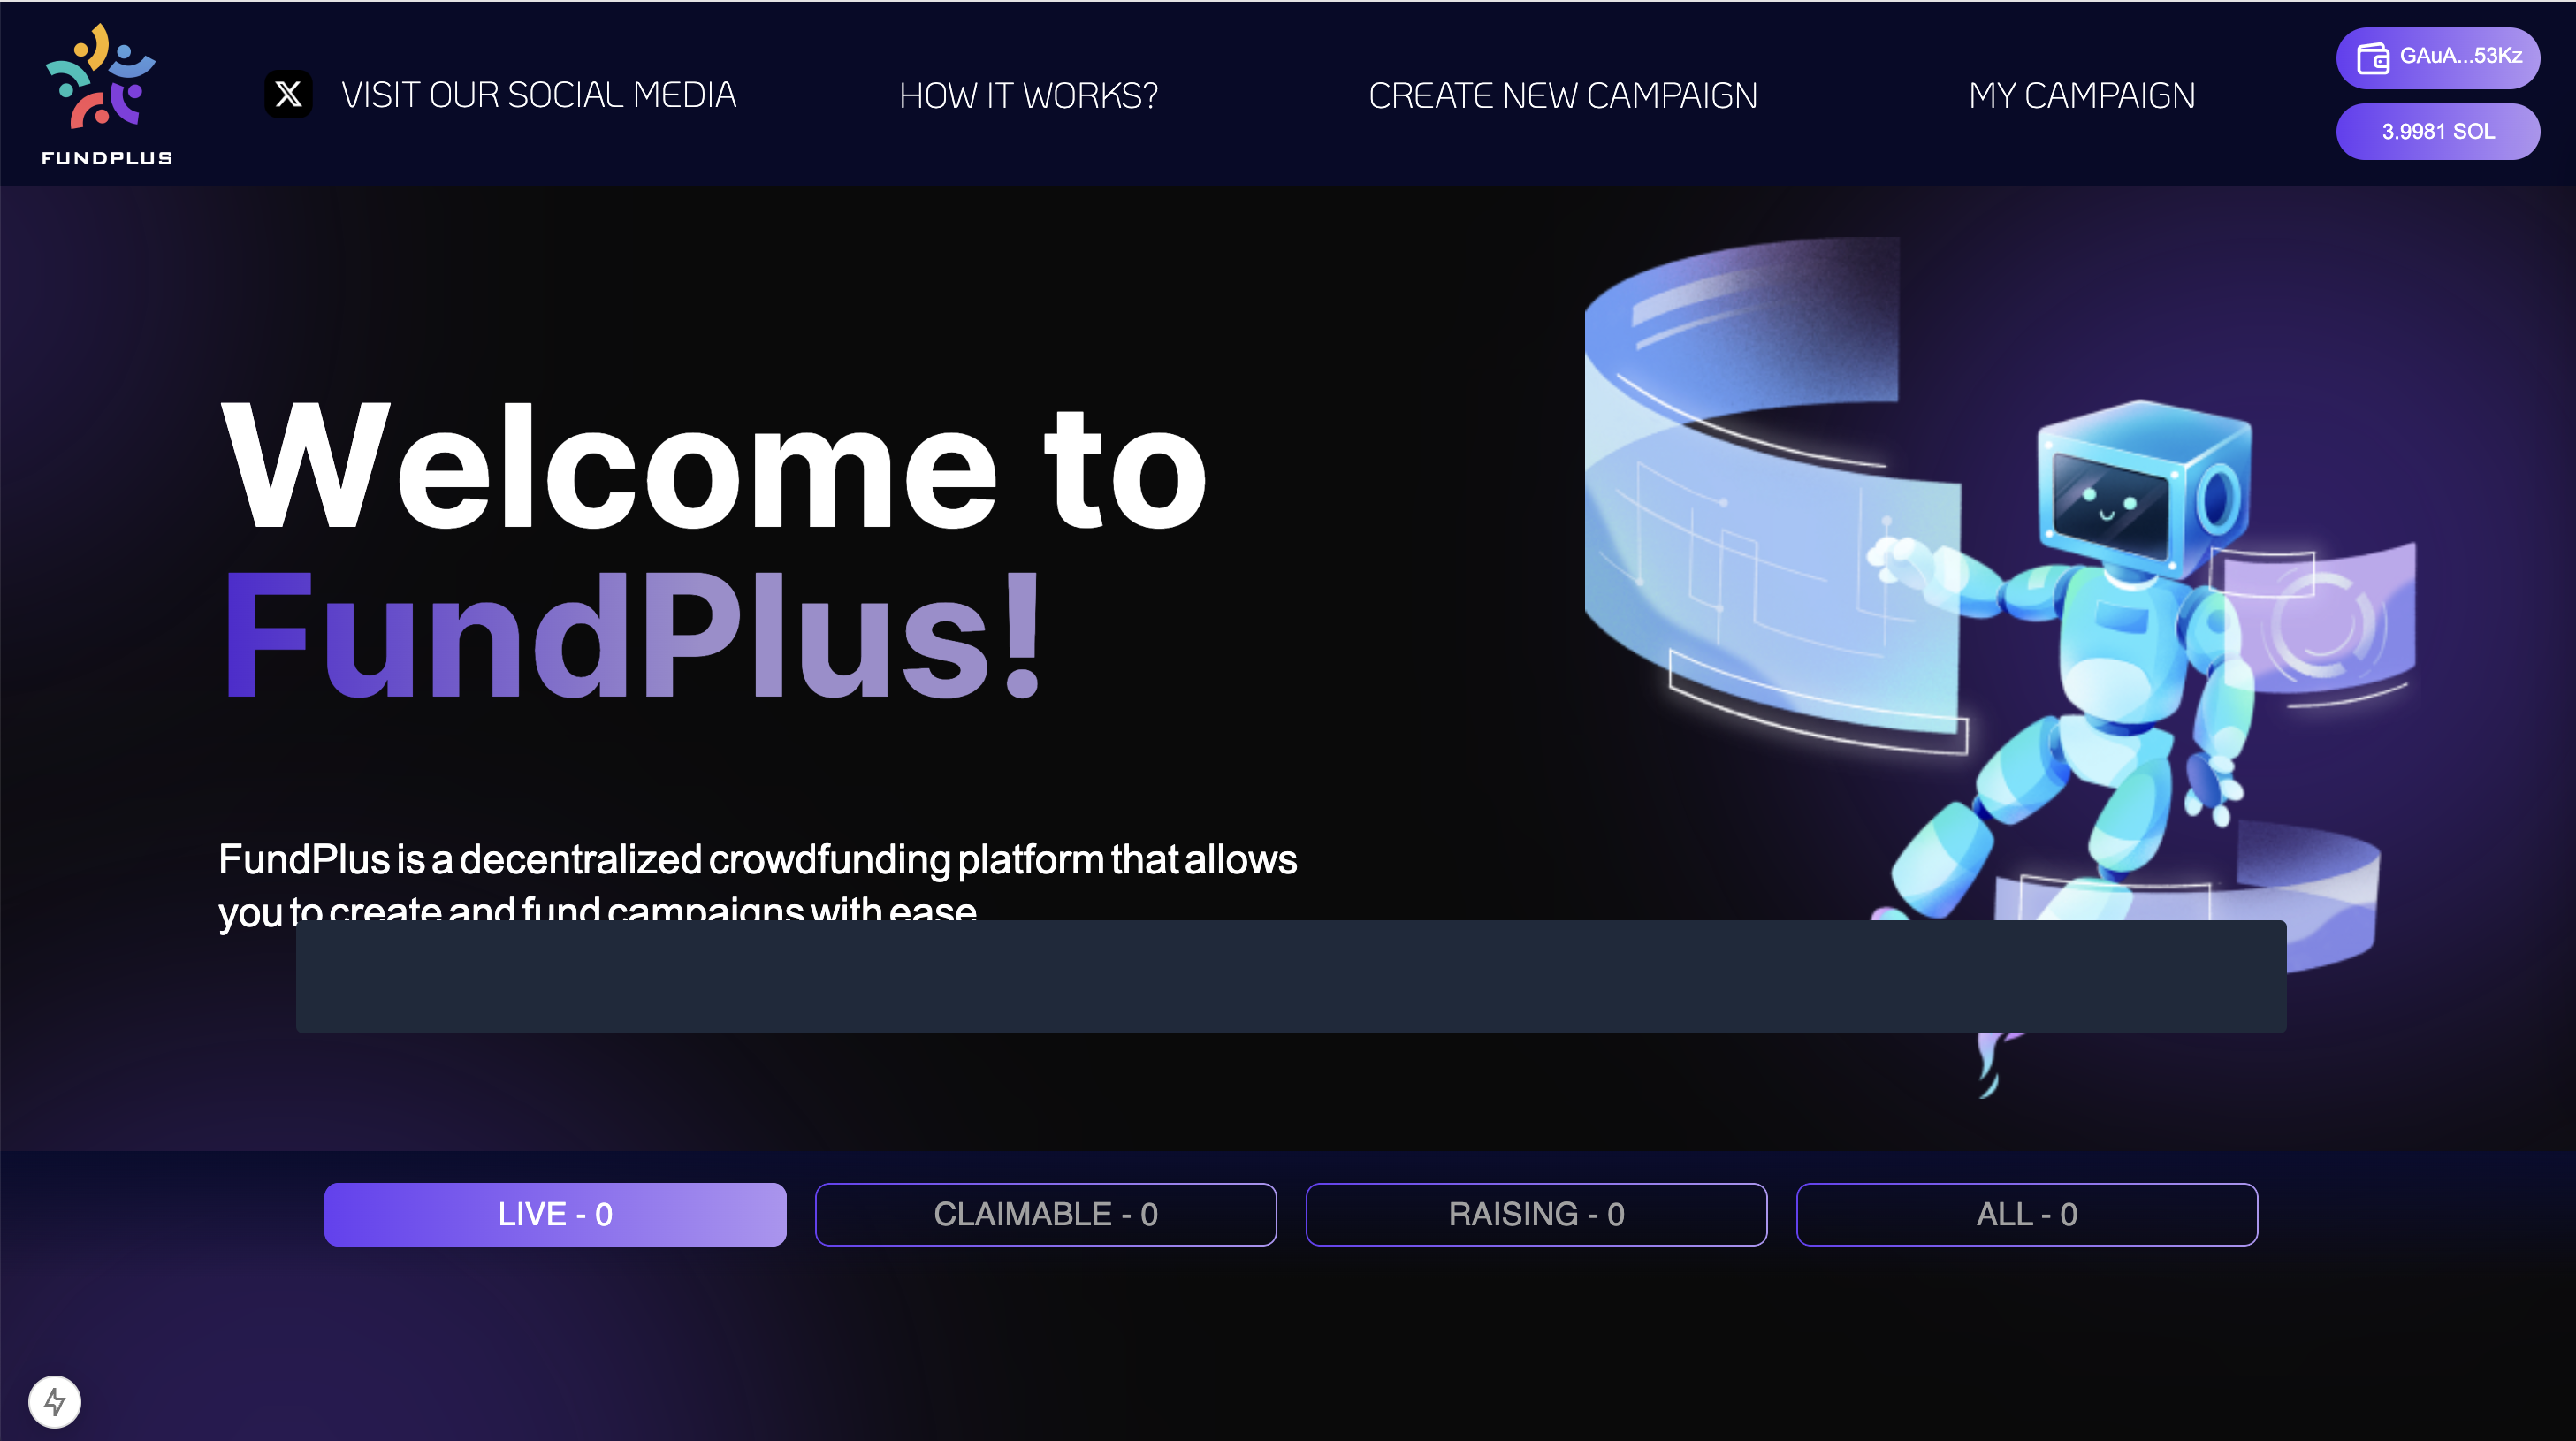 FUNDPLUS
VISIT OUR SOCIAL MEDIA
HOW IT WORKS?
CREATE NEW CAMPAIGN
MY CAMPAIGN
GAuA...53Kz
3.9981 SOL
Welcome to
FundPlus!
FundPlus is a decentralized crowdfunding platform that allows
you to create and fund campaigns with ease
LIVE - 0
CLAIMABLE - 0
RAISING - 0
ALL - 0